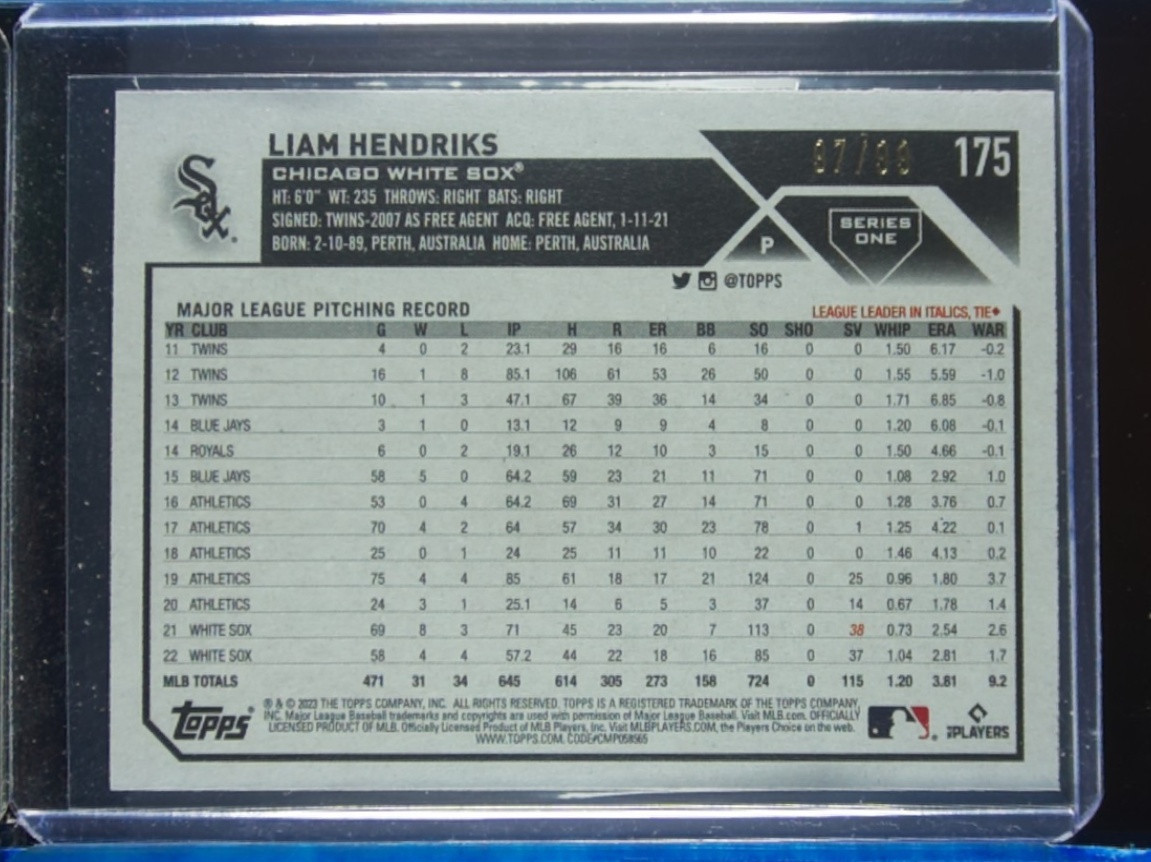 LIAM HENDRIKS
CHICAGO WHITE SOX®
HT: 6'0" WT: 235 THROWS: RIGHT BATS: RIGHT
SIGNED: TWINS-2007 AS FREE AGENT ACQ: FREE AGENT, 1-11-21
BORN: 2-10-89, PERTH, AUSTRALIA HOME: PERTH, AUSTRALIA
Sox
175
P
SERIES
ONE
@TOPPS
MAJOR LEAGUE PITCHING RECORD
LEAGUE LEADER IN ITALICS, TIE♦
YR CLUB G W L IP H R ER BB SO SHO SV WHIP ERA WAR
11 TWINS 4 0 2 23.1 29 16 16 6 16 0 0 1.50 6.17 -0.2
12 TWINS 16 1 8 85.1 106 61 53 26 50 0 0 1.55 5.59 -1.0
13 TWINS 10 1 3 47.1 67 39 36 14 34 0 0 1.71 6.85 -0.8
14 BLUE JAYS 3 1 0 13.1 12 9 9 4 8 0 0 1.20 6.08 -0.1
14 ROYALS 6 0 2 19.1 26 12 10 3 15 0 0 1.50 4.66 -0.1
15 BLUE JAYS 58 5 0 64.2 59 23 21 11 71 0 0 1.08 2.92 1.0
16 ATHLETICS 53 0 4 64.2 69 31 27 14 71 0 0 1.28 3.76 0.7
17 ATHLETICS 70 4 2 64 57 34 30 23 78 0 1 1.25 4.22 0.1
18 ATHLETICS 25 0 1 24 25 11 11 10 22 0 0 1.46 4.13 0.2
19 ATHLETICS 75 4 4 85 61 18 17 21 124 0 25 0.96 1.80 3.7
20 ATHLETICS 24 3 1 25.1 14 6 5 3 37 0 14 0.67 1.78 1.4
21 WHITE SOX 69 8 3 71 45 23 20 7 113 0 38 0.73 2.54 2.6
22 WHITE SOX 58 4 4 57.2 44 22 18 16 85 0 37 1.04 2.81 1.7
MLB TOTALS 471 31 34 645 614 305 273 158 724 0 115 1.20 3.81 9.2
Topps®
® & © 2023 THE TOPPS COMPANY, INC. ALL RIGHTS RESERVED. TOPPS IS A REGISTERED TRADEMARK OF THE TOPPS COMPANY,
INC. Major League Baseball trademarks and copyrights are used with permission of Major League Baseball. Visit MLB.com. OFFICIALLY
LICENSED PRODUCT OF MLB. Officially Licensed Product of MLB Players, Inc. Visit MLBPLAYERS.COM, the Players Choice on the web.
WWW.TOPPS.COM. CODE#CMP058565
PLAYERS